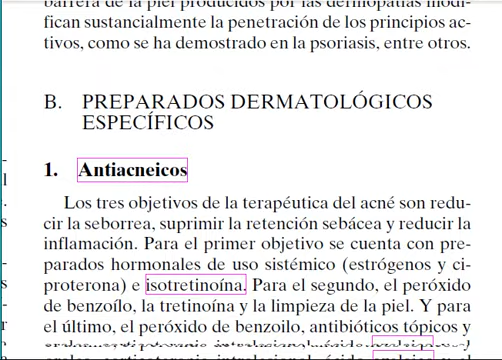 barrera de la piel producidos por las dermopatías modi-
fican sustancialmente la penetración de los principios ac-
tivos, como se ha demostrado en la psoriasis, entre otros.
B. PREPARADOS DERMATOLÓGICOS
ESPECÍFICOS
1. Antiacneicos
Los tres objetivos de la terapéutica del acné son redu-
cir la seborrea, suprimir la retención sebácea y reducir la
inflamación. Para el primer objetivo se cuenta con pre-
parados hormonales de uso sistémico (estrógenos y ci-
proterona) e isotretinoína. Para el segundo, el peróxido
de benzoílo, la tretinoína y la limpieza de la piel. Y para
el último, el peróxido de benzoilo, antibióticos tópicos y